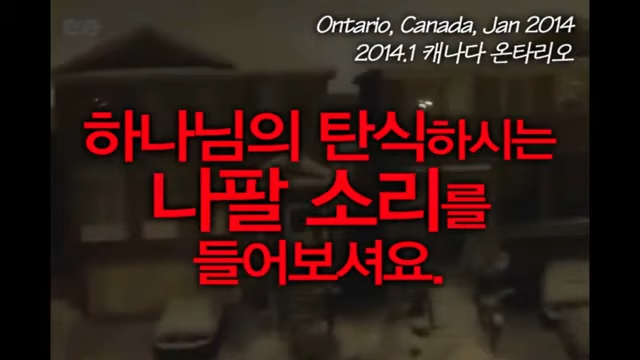 Ontario, Canada, Jan 2014
2014.1 캐나다 온타리오
하나님의 탄식하시는
나팔 소리를
들어보셔요.